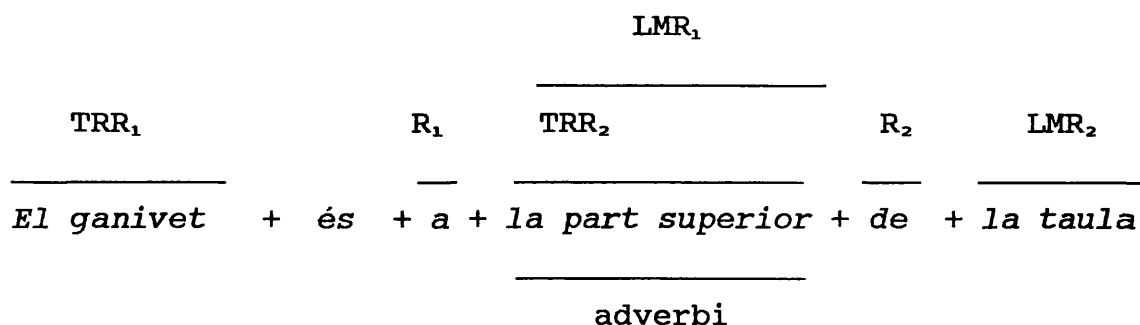 LMR₁
TRR₁ R₁ TRR₂ R₂ LMR₂
El ganivet + és + a + la part superior + de + la taula
adverbi